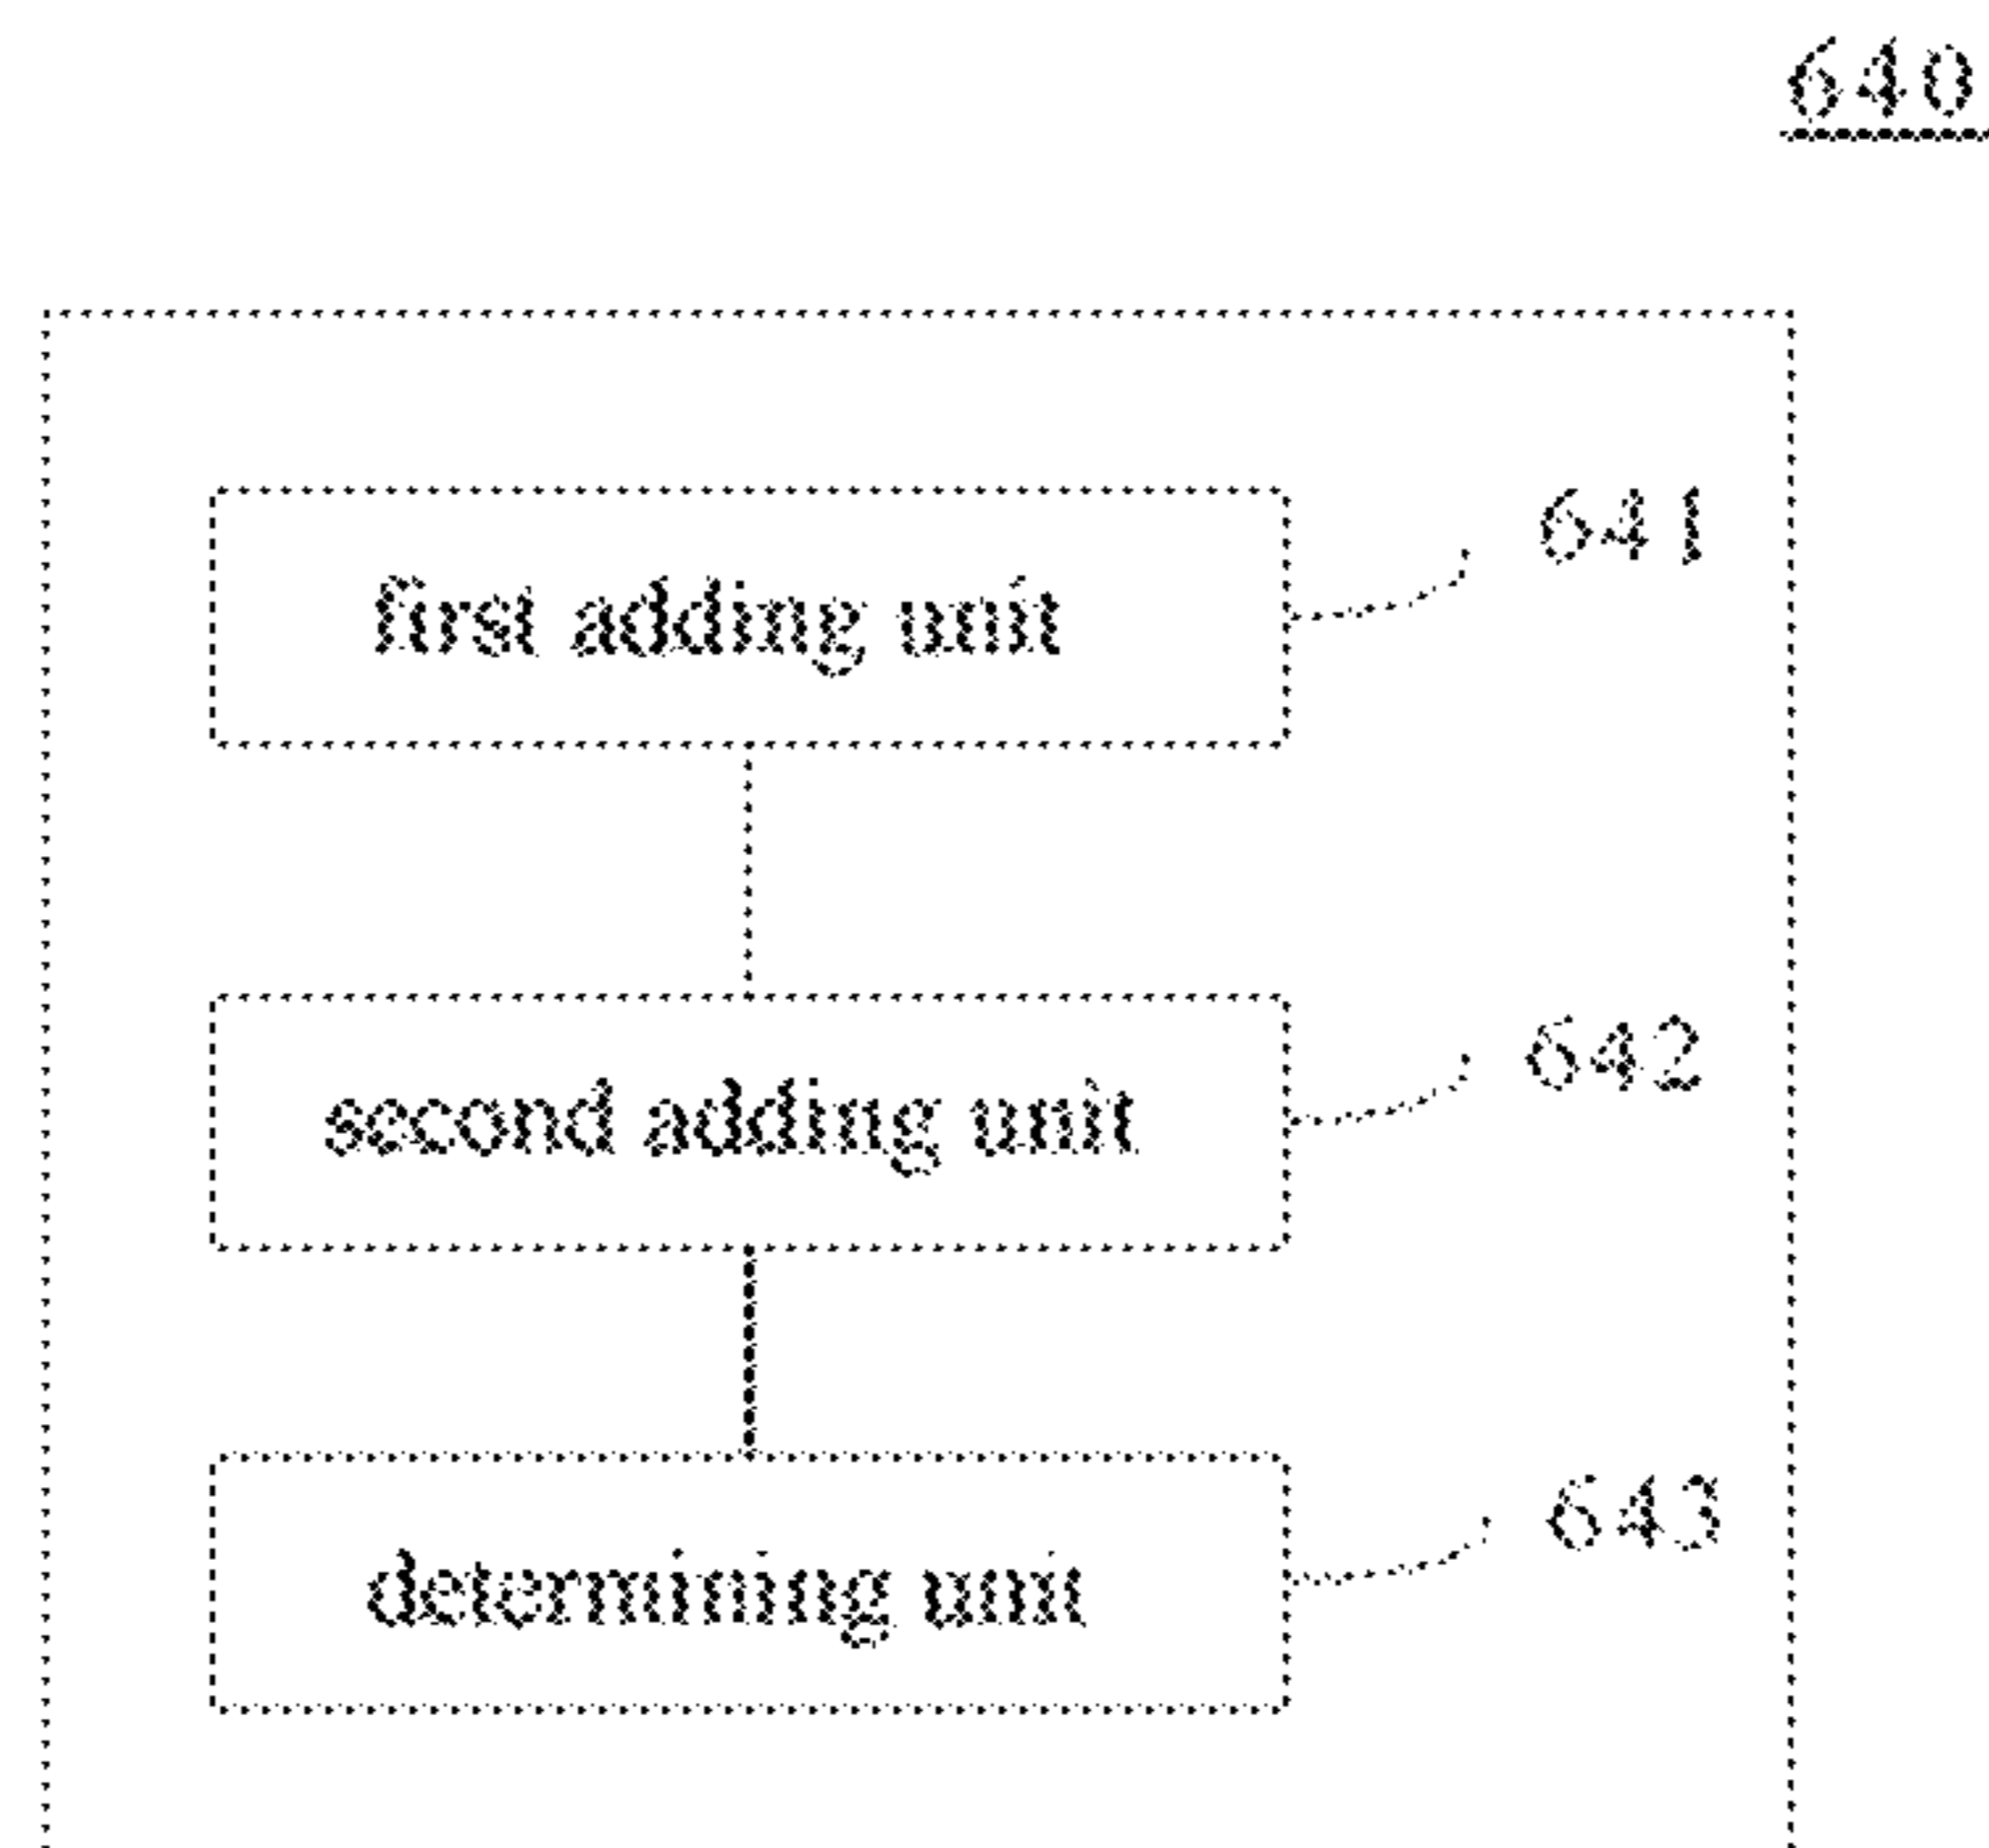 640
641
first adding unit
642
second adding unit
643
determining unit